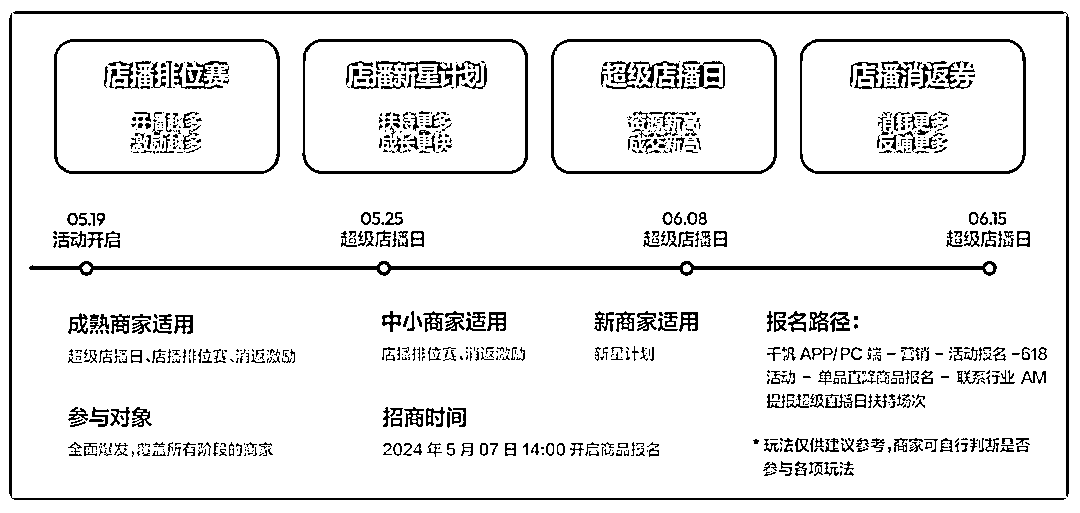 店播排位赛
开播越多
激励越多
店播新星计划
扶持更多
成长更快
超级店播日
资源新高
成交新高
店播消返券
消耗更多
反哺更多
05.19
活动开启
05.25
超级店播日
06.08
超级店播日
06.15
超级店播日
成熟商家适用
超级店播日、店播排位赛、消返激励
中小商家适用
店播排位赛、消返激励
新商家适用
新星计划
报名路径：
千帆 APP/PC 端 – 营销 – 活动报名 –618
活动 – 单品直降商品报名 – 联系行业 AM
提报超级直播日扶持场次
参与对象
全面爆发,覆盖所有阶段的商家
招商时间
2024 年 5 月 07 日 14:00 开启商品报名
* 玩法仅供建议参考,商家可自行判断是否
参与各项玩法